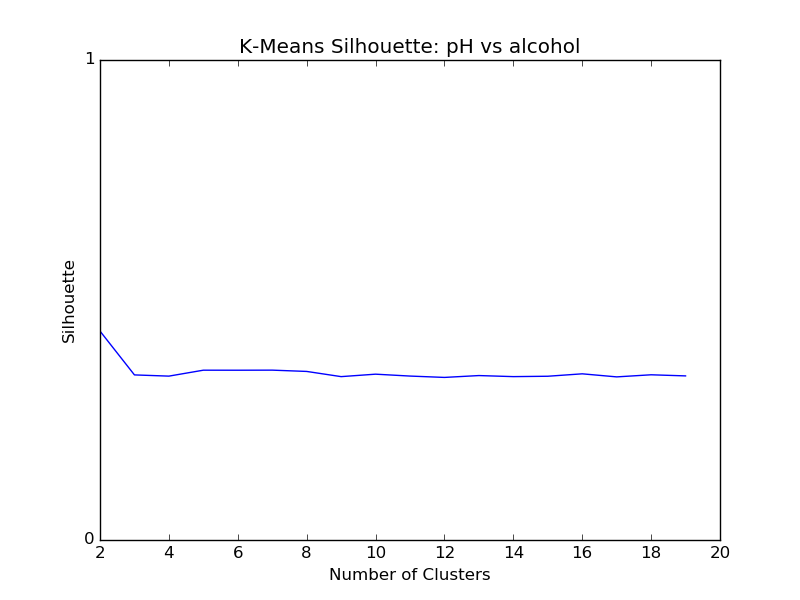 K-Means Silhouette: pH vs alcohol
1
Silhouette
0
2 4 6 8 10 12 14 16 18 20
Number of Clusters